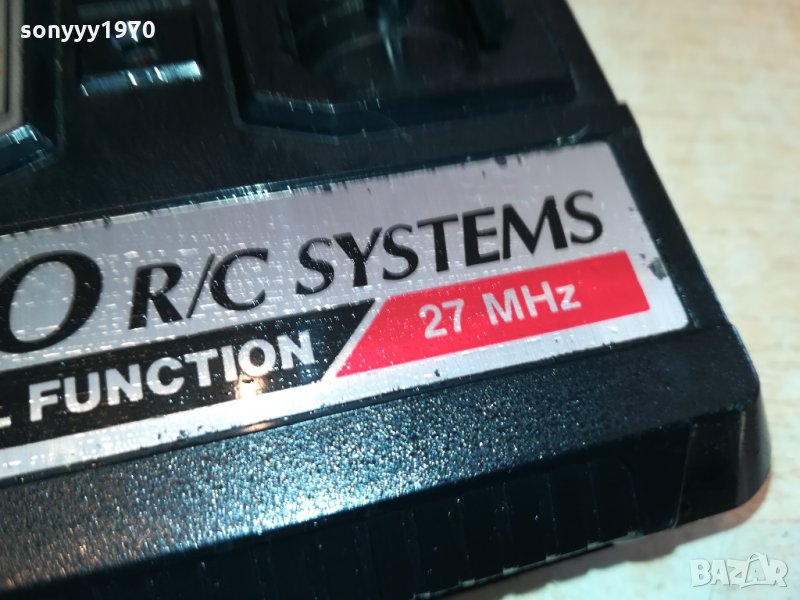 sonyyy1970
O R/C SYSTEMS
L FUNCTION 27 MHz
BAZAR